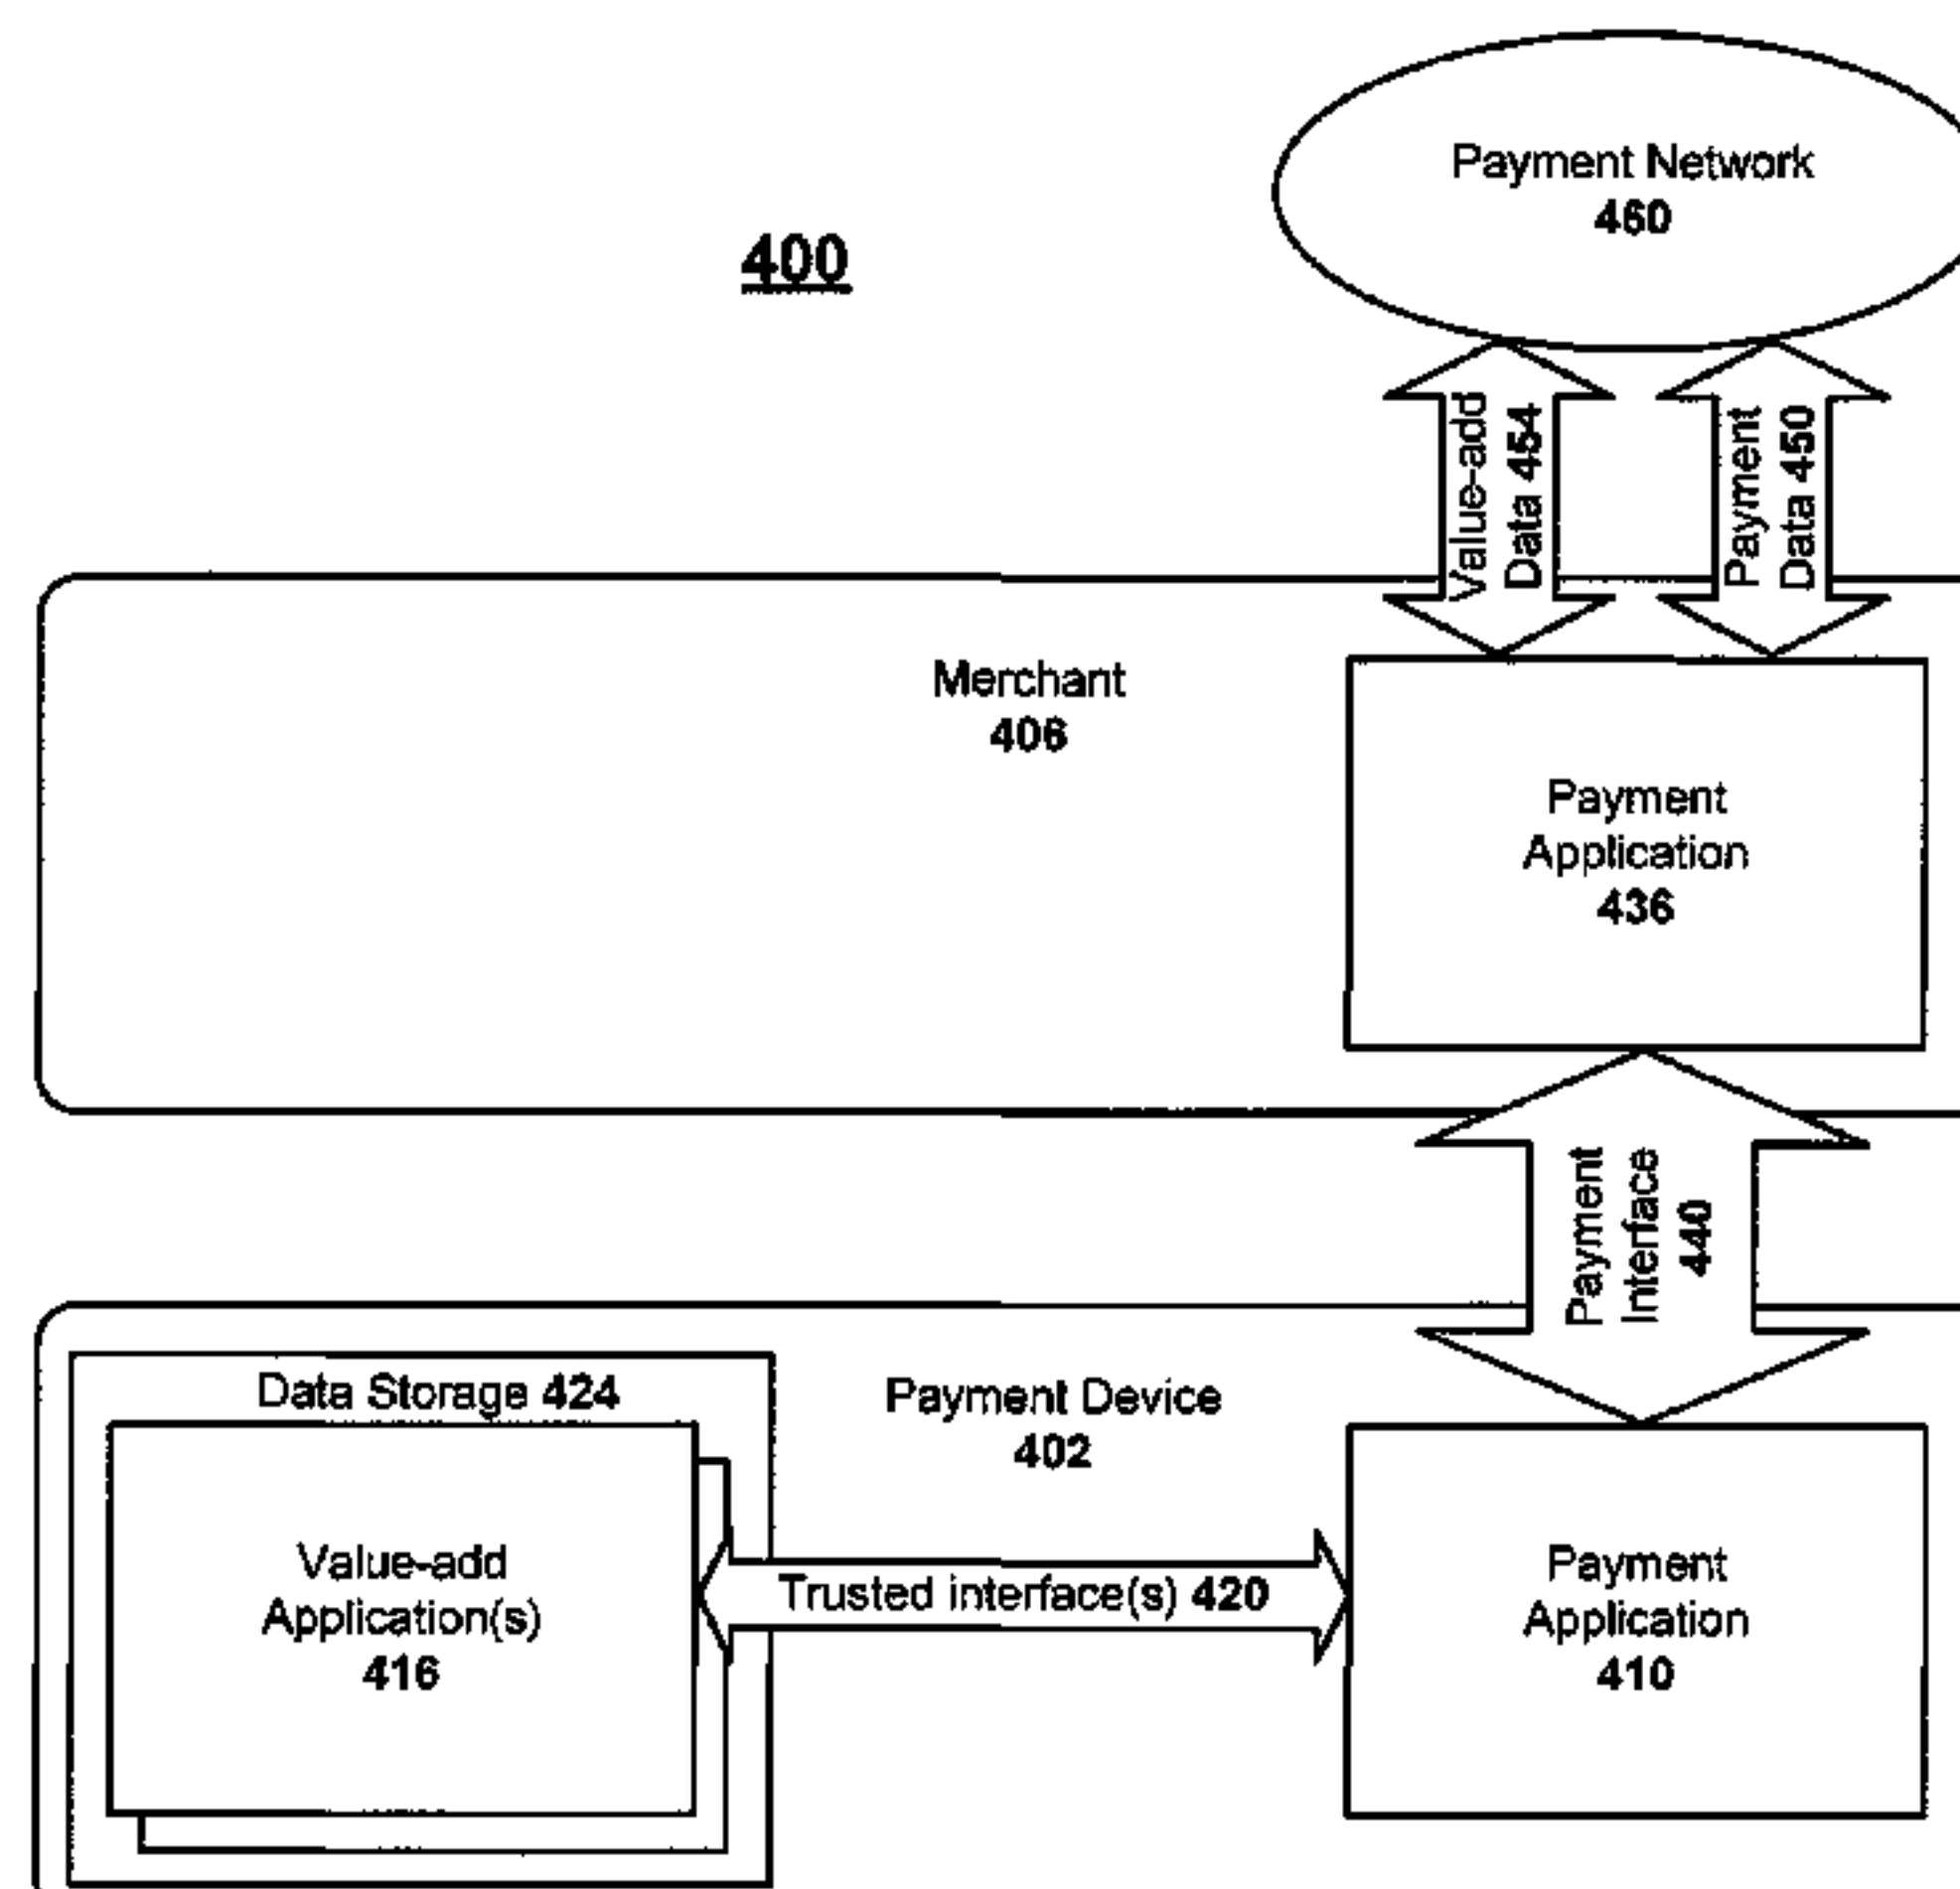 Payment Network
460
400
Value-add
Data 454
Payment
Data 450
Merchant
406
Payment
Application
436
Payment
Interface
440
Data Storage 424
Payment Device
402
Value-add
Application(s)
416
Trusted interface(s) 420
Payment
Application
410